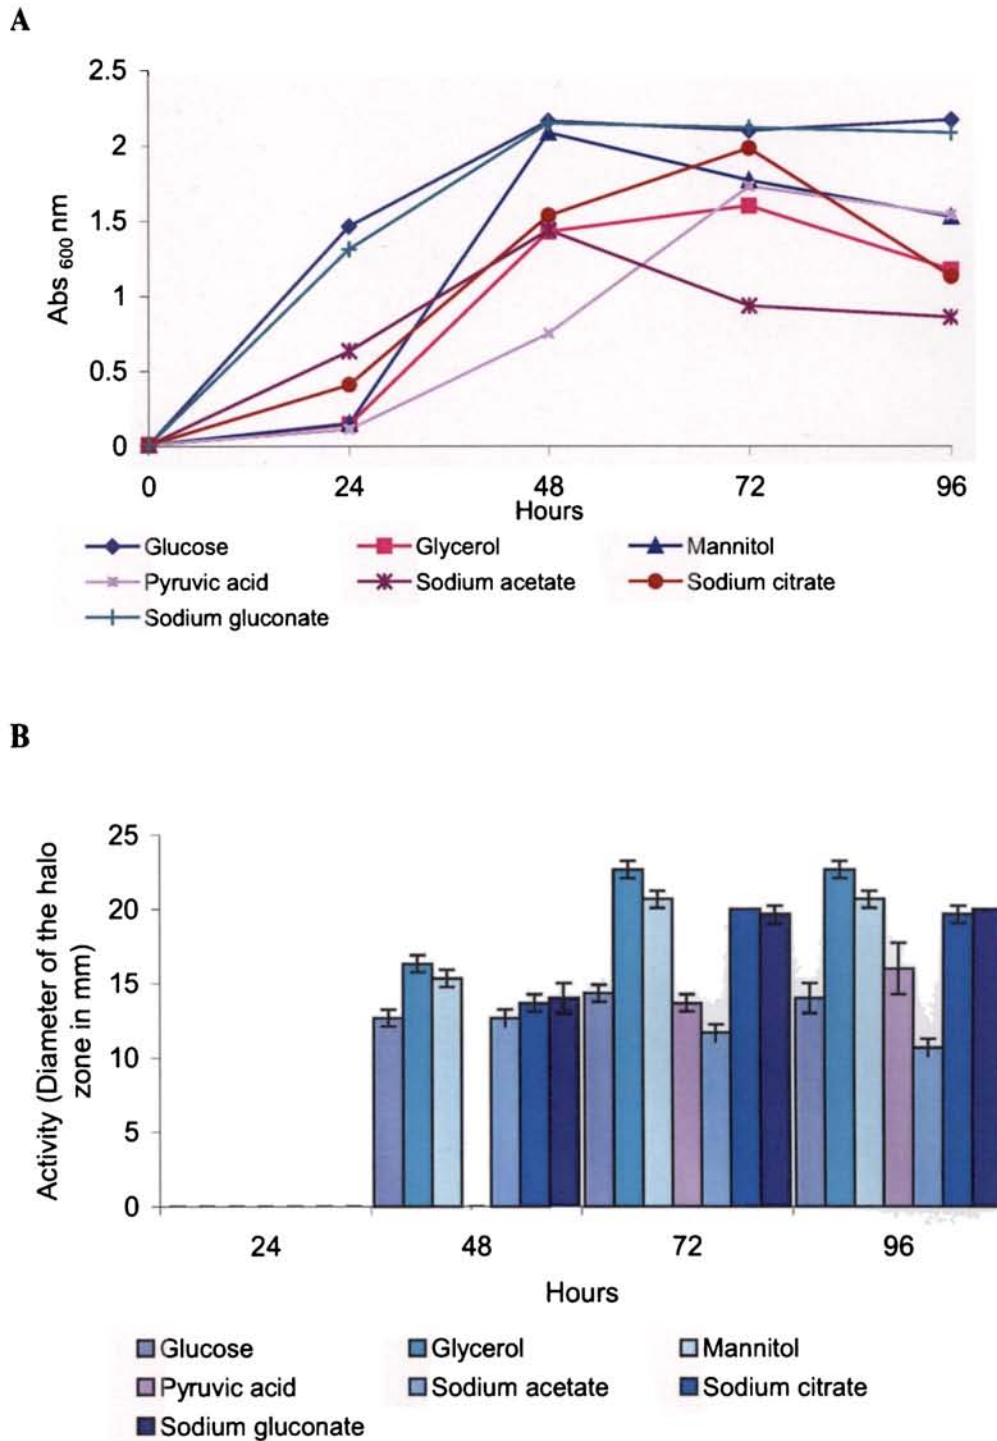 A
2.5
2
1.5
1
0.5
0
Abs 600 nm
0 24 48 72 96
Hours
Glucose Glycerol Mannitol
Pyruvic acid Sodium acetate Sodium citrate
Sodium gluconate
B
25
20
15
10
5
0
Activity (Diameter of the halo
zone in mm)
24 48 72 96
Hours
Glucose Glycerol Mannitol
Pyruvic acid Sodium acetate Sodium citrate
Sodium gluconate